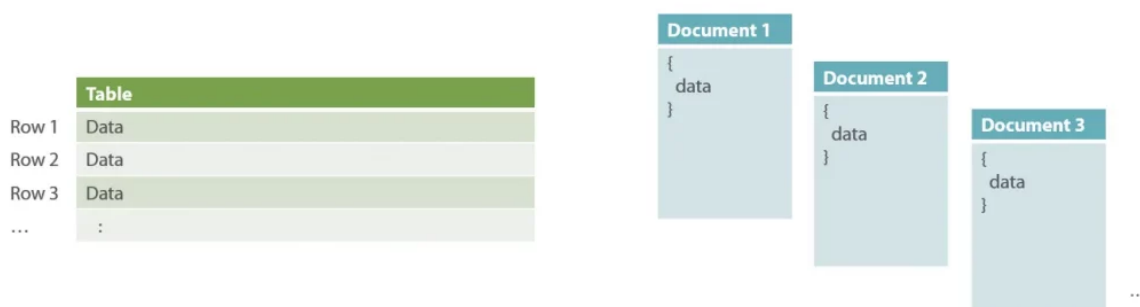 Table
Row 1 Data
Row 2 Data
Row 3 Data
… :
Document 1
{
data
}
Document 2
{
data
}
Document 3
{
data
}
..